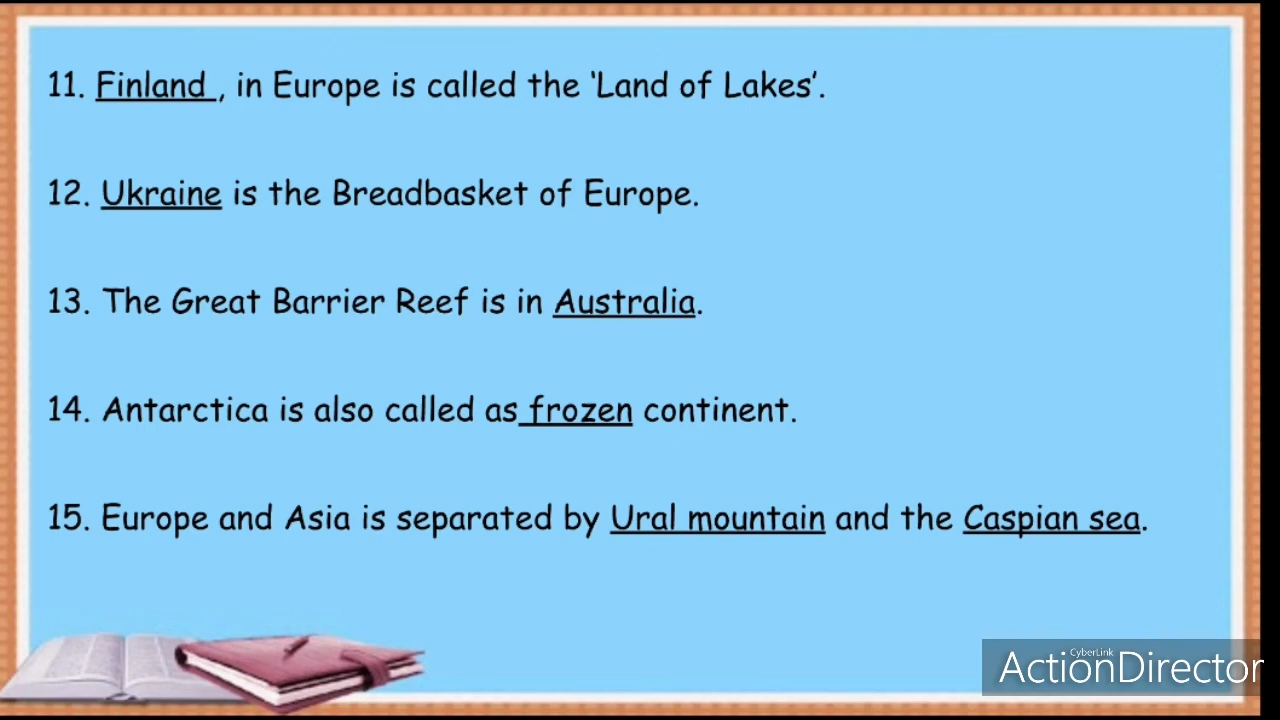 11. Finland , in Europe is called the ‘Land of Lakes’.
12. Ukraine is the Breadbasket of Europe.
13. The Great Barrier Reef is in Australia.
14. Antarctica is also called as frozen continent.
15. Europe and Asia is separated by Ural mountain and the Caspian sea.
CyberLink
ActionDirector